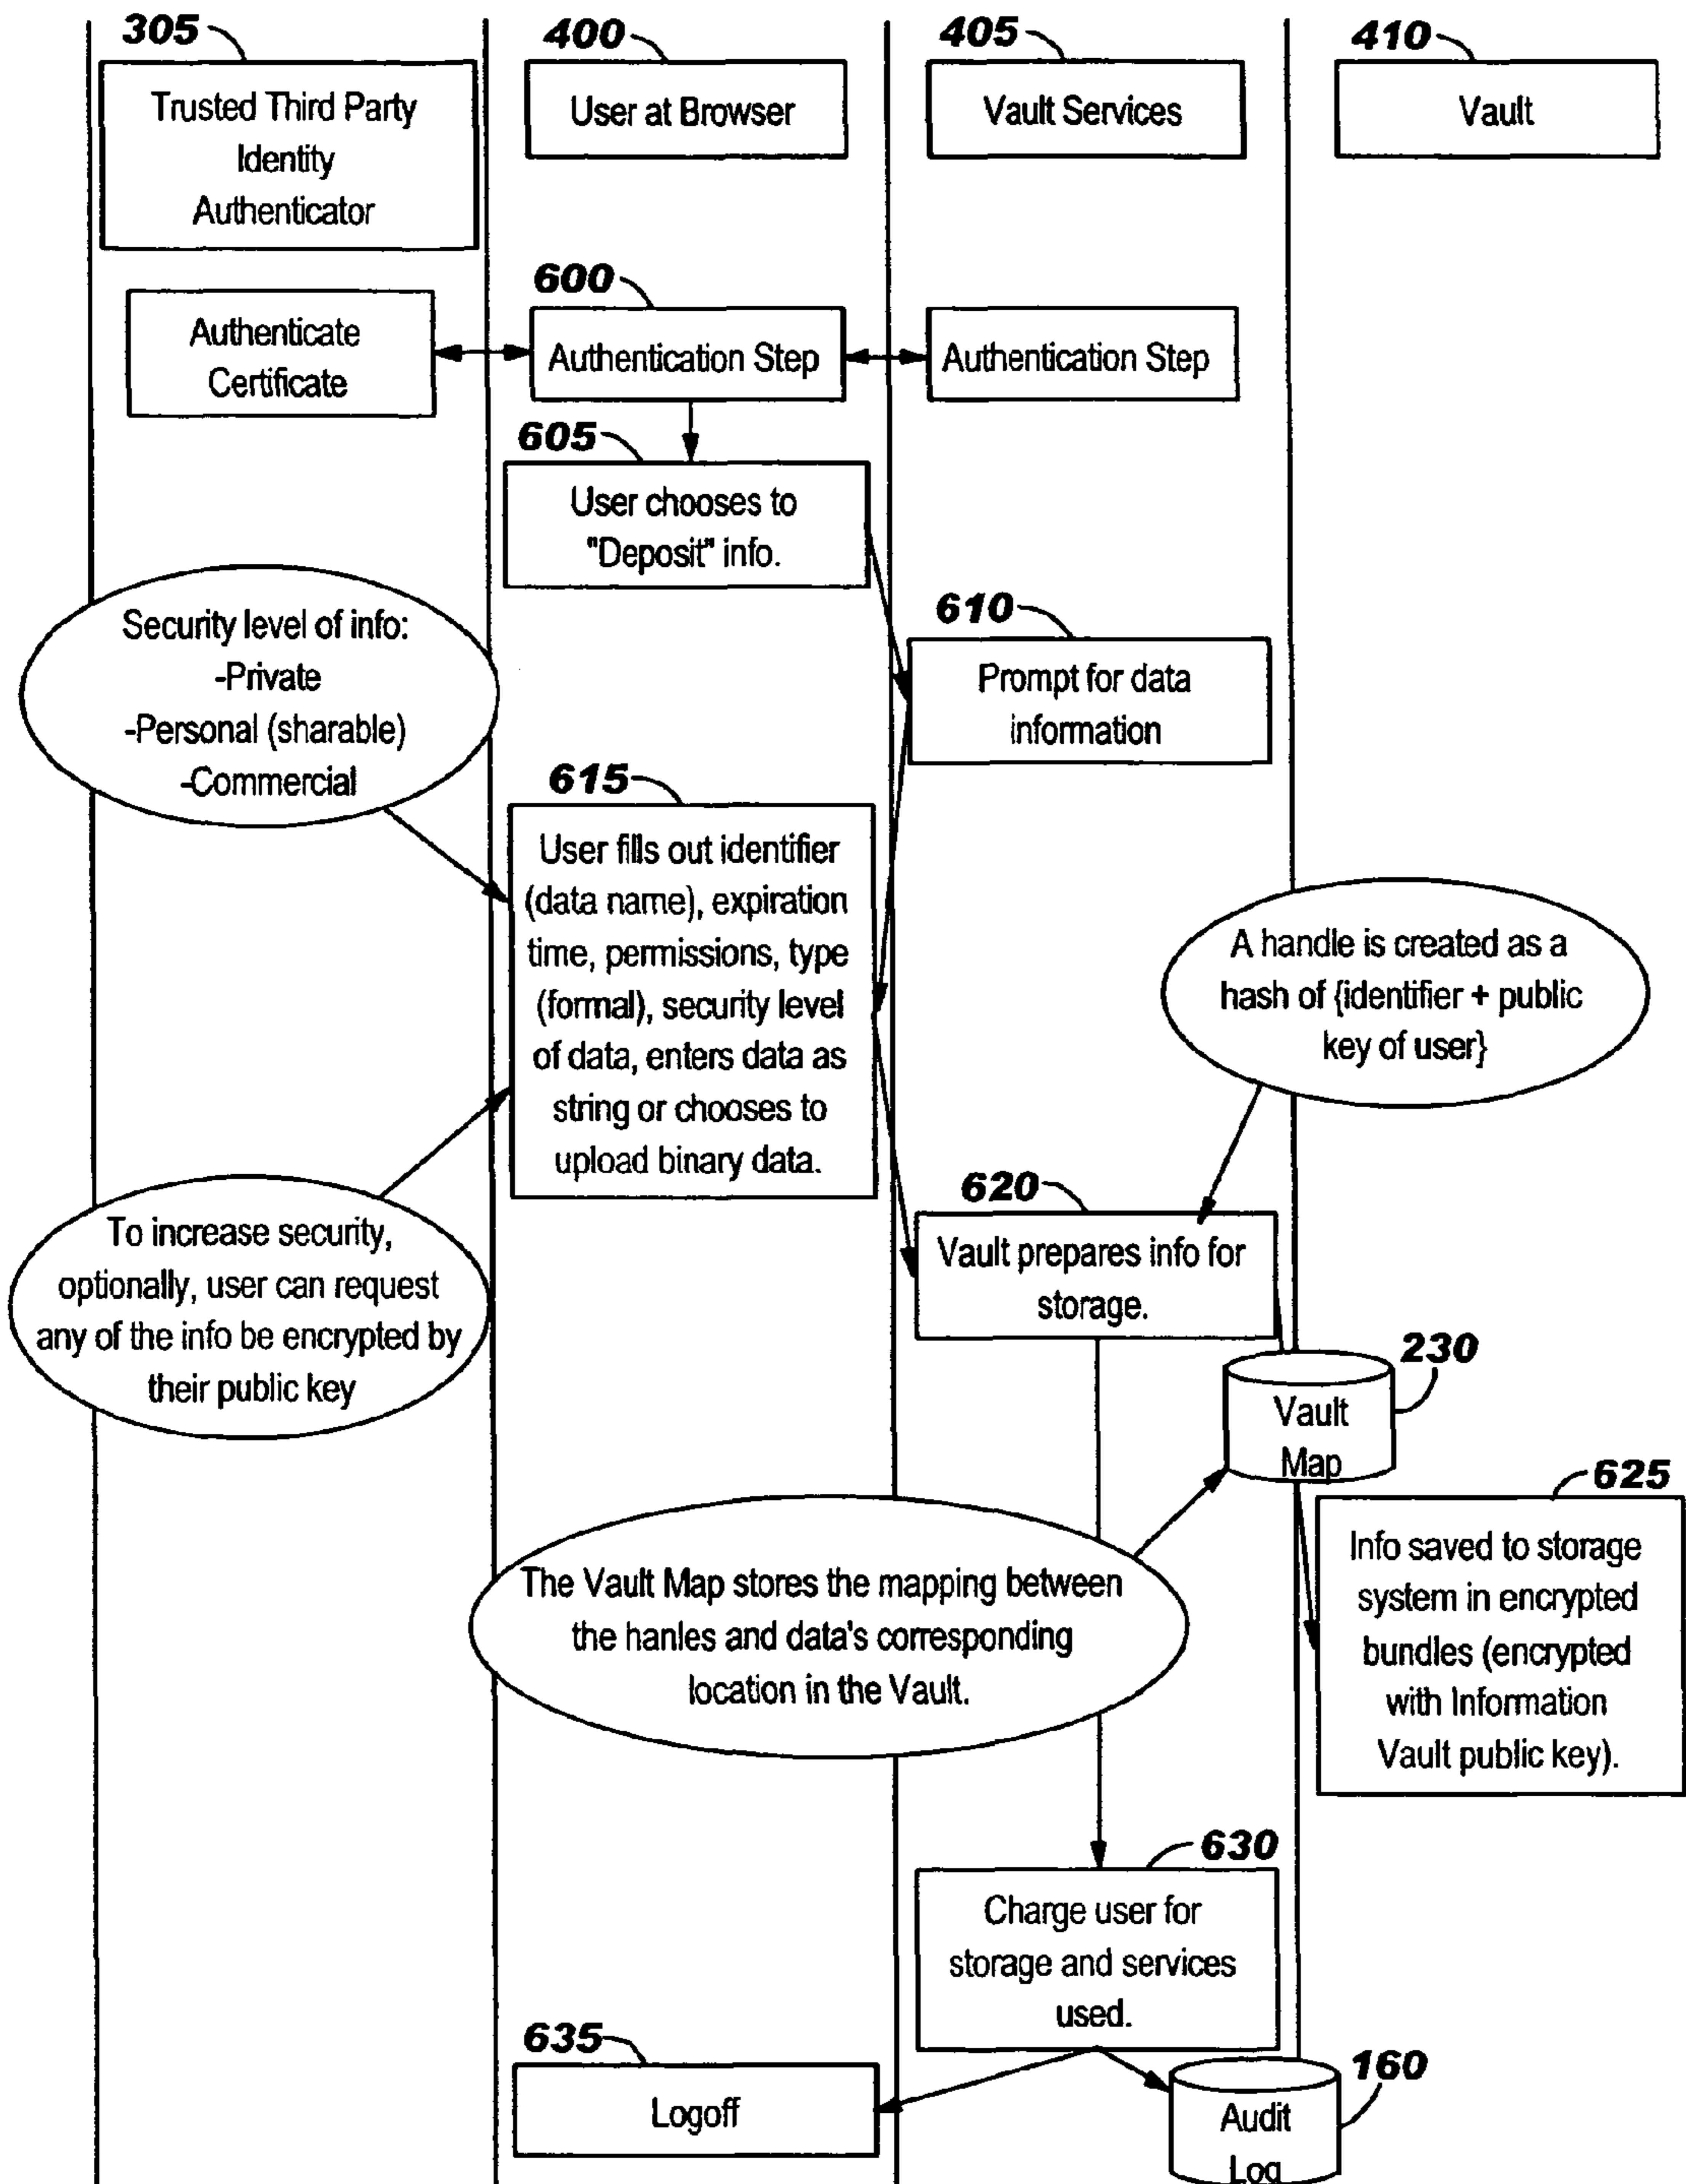 305
400
405
410
Trusted Third Party
Identity
Authenticator
User at Browser
Vault Services
Vault
600
Authenticate
Certificate
Authentication Step
Authentication Step
605
User chooses to
"Deposit" info.
Security level of info:
-Private
-Personal (sharable)
-Commercial
610
Prompt for data
information
615
User fills out identifier
(data name), expiration
time, permissions, type
(formal), security level
of data, enters data as
string or chooses to
upload binary data.
A handle is created as a
hash of {identifier + public
key of user}
To increase security,
optionally, user can request
any of the info be encrypted by
their public key
620
Vault prepares info for
storage.
230
Vault
Map
625
Info saved to storage
system in encrypted
bundles (encrypted
with Information
Vault public key).
The Vault Map stores the mapping between
the hanles and data's corresponding
location in the Vault.
630
Charge user for
storage and services
used.
635
Logoff
160
Audit
Log